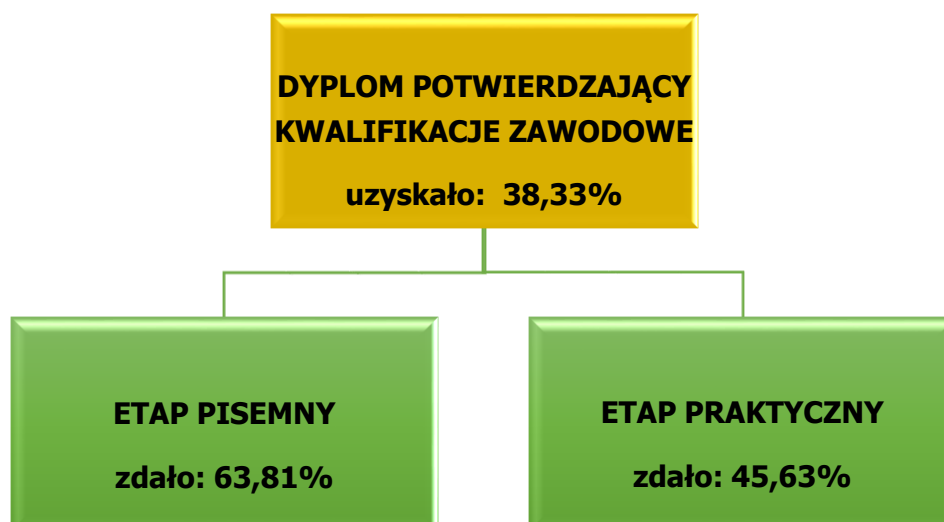 DYPLOM POTWIERDZAJĄCY
KWALIFIKACJE ZAWODOWE
uzyskało: 38,33%
ETAP PISEMNY
zdało: 63,81%
ETAP PRAKTYCZNY
zdało: 45,63%